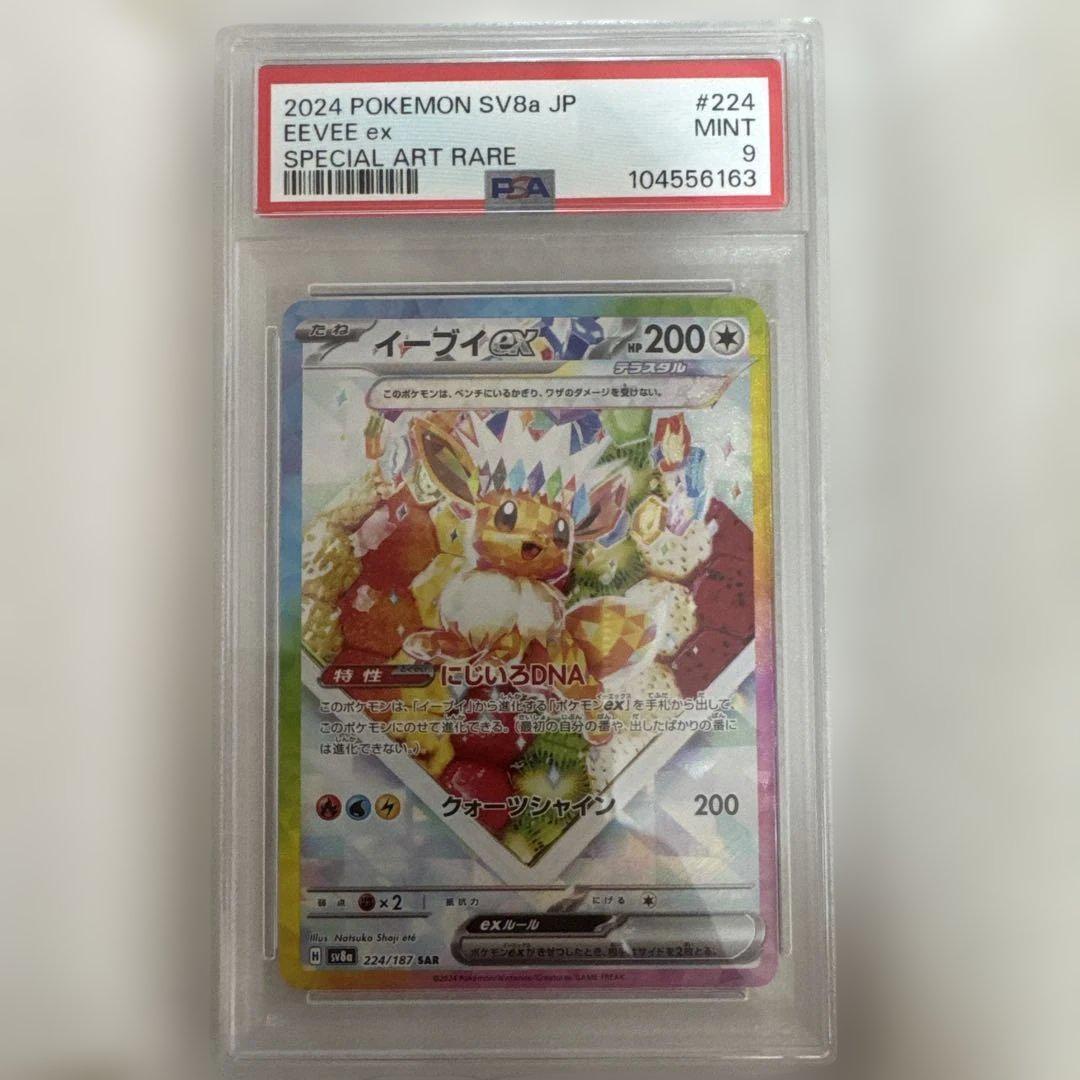 2024 POKEMON SV8a JP #224
EEVEE ex MINT
SPECIAL ART RARE 9
PSA 104556163
たね イーブイex HP200
テラスタル
このポケモンは、ベンチにいるかぎり、ワザのダメージを受けない。
特性 にじいろDNA
このポケモンは、「イーブイ」から進化する「ポケモンex」を手札から出して、
このポケモンにのせて進化できる。(最初の自分の番や、出したばかりの番に
は進化できない。)
クォーツシャイン 200
弱点 ×2 抵抗力 にげる
exルール
ポケモンexがきぜつしたとき、相手はサイドを2枚とる。
Illus. Natsuko Shoji été
H sv8a 224/187 SAR
©2024 Pokémon/Nintendo/Creatures/GAME FREAK